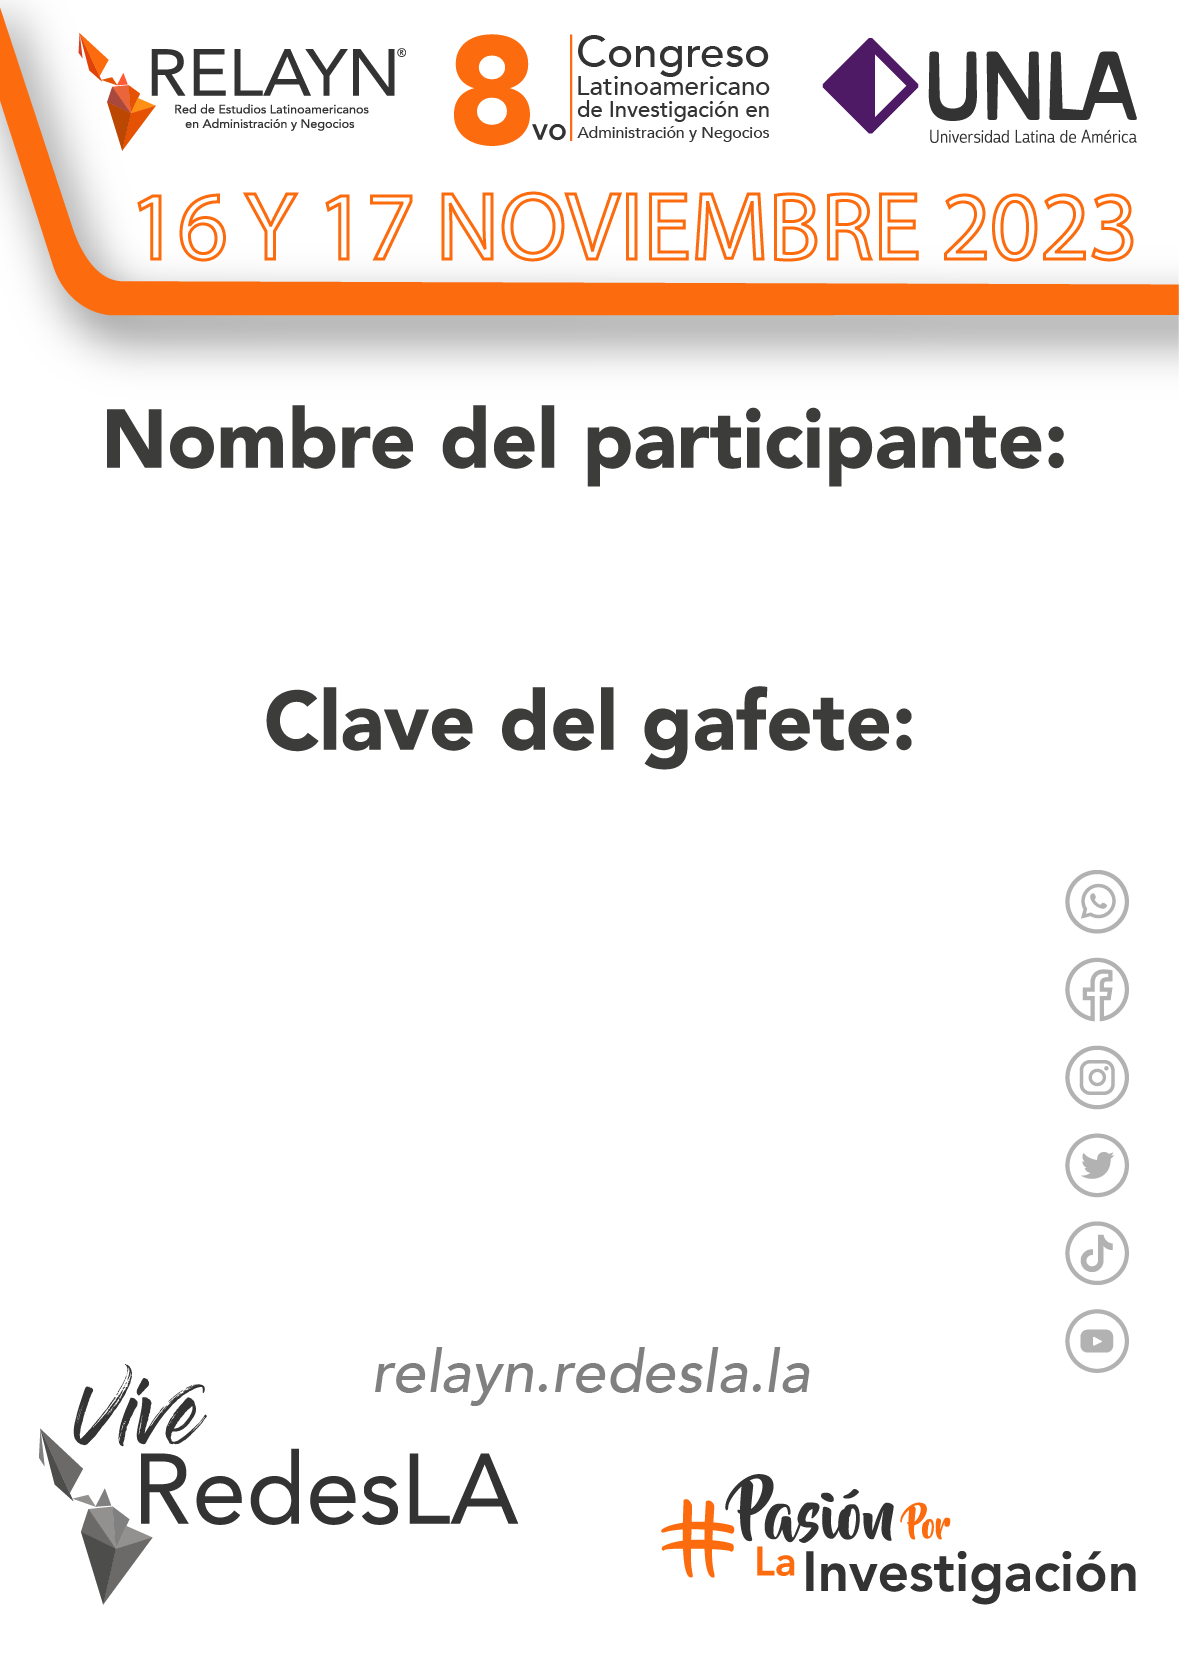 RELAYN®
Red de Estudios Latinoamericanos
en Administración y Negocios
8vo
Congreso
Latinoamericano
de Investigación en
Administración y Negocios
UNLA
Universidad Latina de América
16 Y 17 NOVIEMBRE 2023
Nombre del participante:
Clave del gafete:
relayn.redesla.la
Vive
RedesLA
#Pasión Por
La Investigación